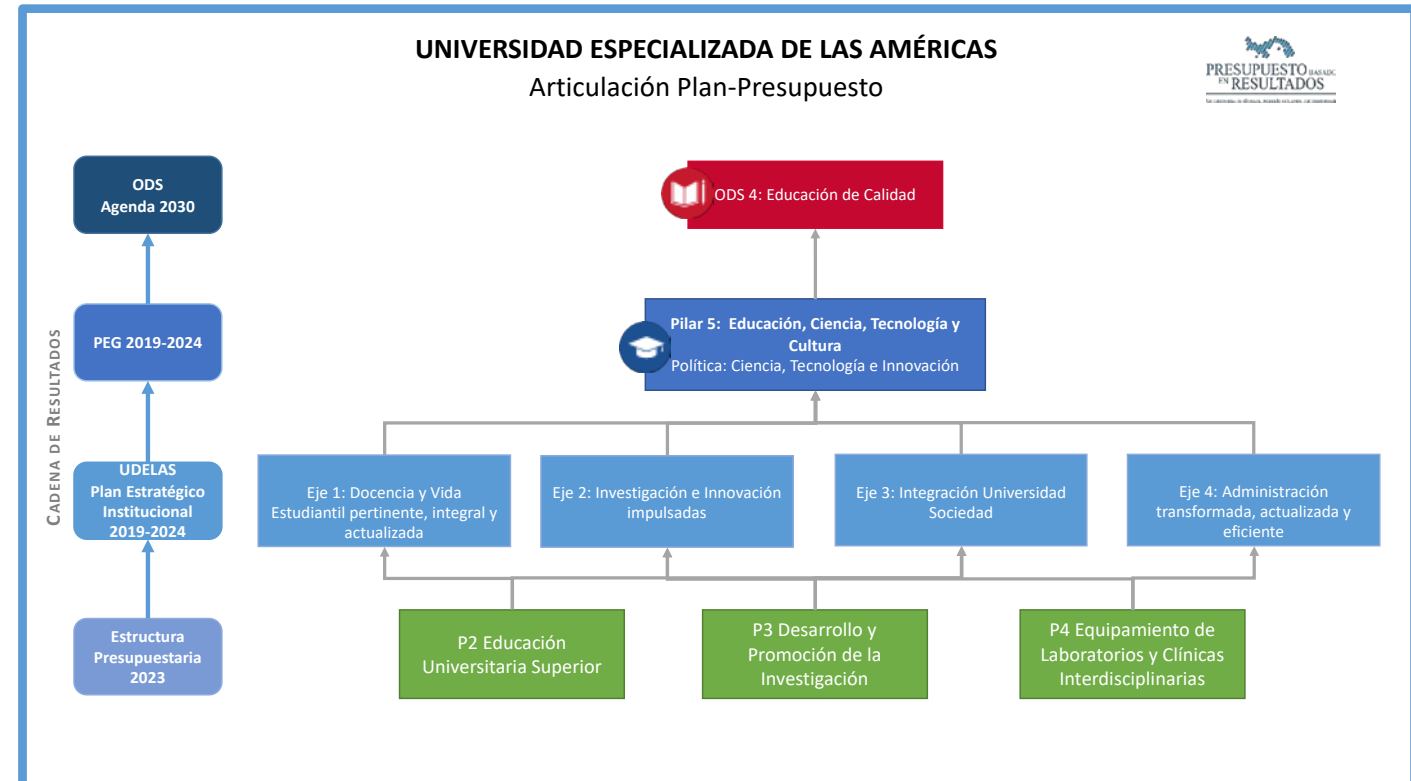 UNIVERSIDAD ESPECIALIZADA DE LAS AMÉRICAS
Articulación Plan-Presupuesto
PRESUPUESTO BASADO
EN RESULTADOS
CADENA DE RESULTADOS
ODS
Agenda 2030
ODS 4: Educación de Calidad
PEG 2019-2024
Pilar 5: Educación, Ciencia, Tecnología y
Cultura
Política: Ciencia, Tecnología e Innovación
UDELAS
Plan Estratégico
Institucional
2019-2024
Eje 1: Docencia y Vida
Estudiantil pertinente, integral y
actualizada
Eje 2: Investigación e Innovación
impulsadas
Eje 3: Integración Universidad
Sociedad
Eje 4: Administración
transformada, actualizada y
eficiente
Estructura
Presupuestaria
2023
P2 Educación
Universitaria Superior
P3 Desarrollo y
Promoción de la
Investigación
P4 Equipamiento de
Laboratorios y Clínicas
Interdisciplinarias